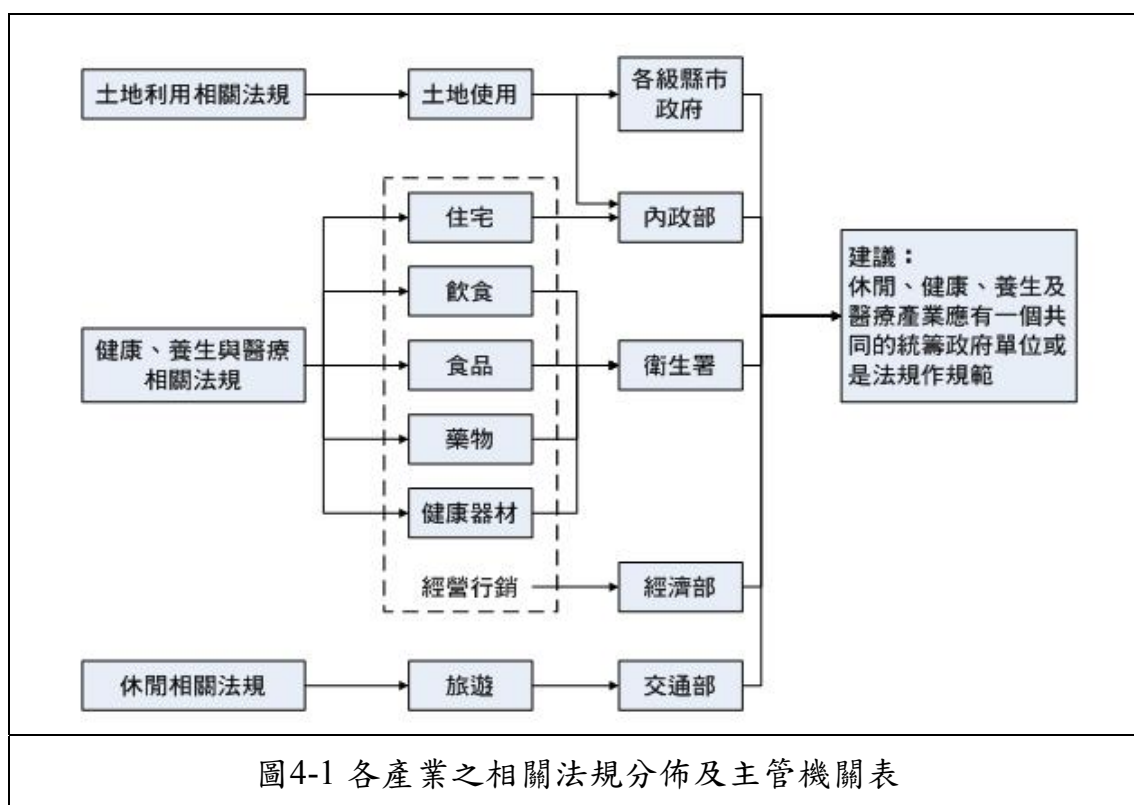 土地利用相關法規
土地使用
各級縣市
政府
住宅
內政部
飲食
健康、養生與醫療
相關法規
食品
衛生署
藥物
健康器材
經營行銷
經濟部
休閒相關法規
旅遊
交通部
建議：
休閒、健康、養生及
醫療產業應有一個共
同的統籌政府單位或
是法規作規範
圖4-1 各產業之相關法規分佈及主管機關表